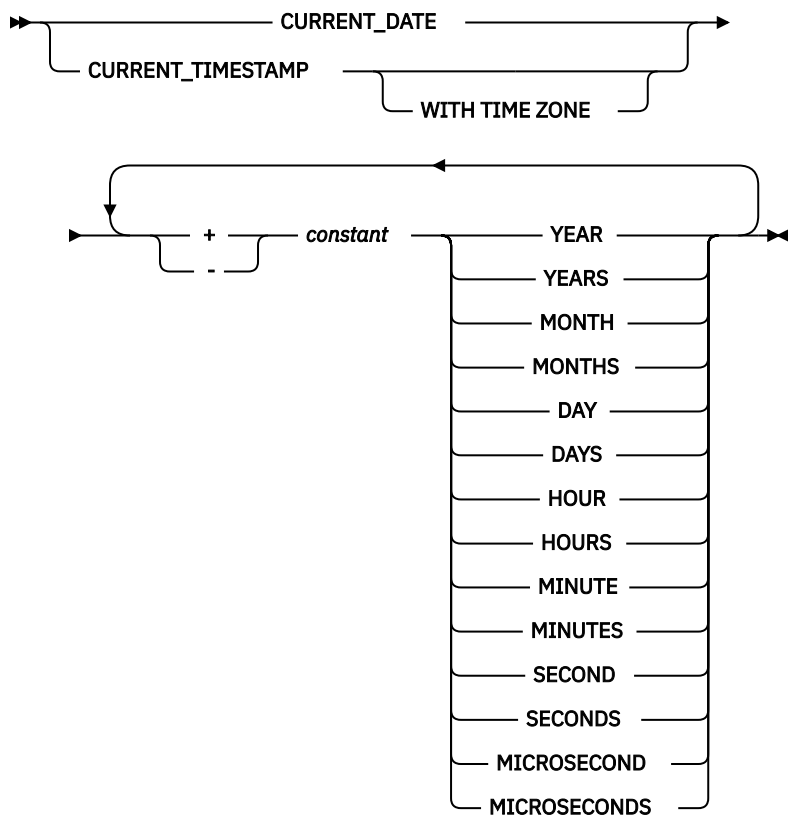 CURRENT_DATE
CURRENT_TIMESTAMP
WITH TIME ZONE
+ constant YEAR
-
YEARS
MONTH
MONTHS
DAY
DAYS
HOUR
HOURS
MINUTE
MINUTES
SECOND
SECONDS
MICROSECOND
MICROSECONDS